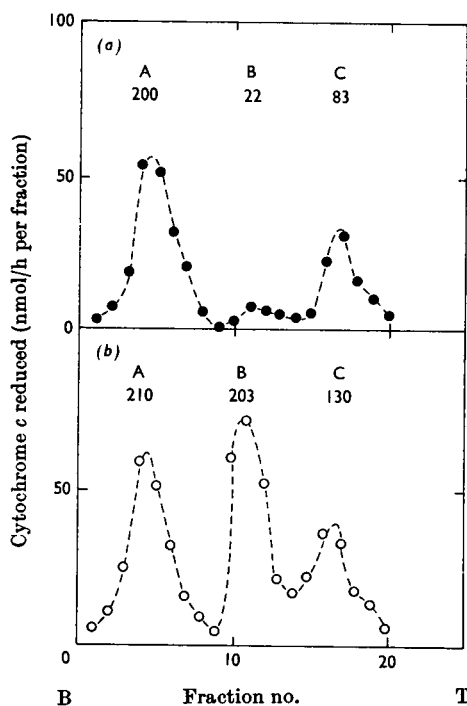 Cytochrome c reduced (nmol/h per fraction)
100
(a)
A B C
200 22 83
50
0
(b)
A B C
210 203 130
50
0 10 20
B Fraction no. T